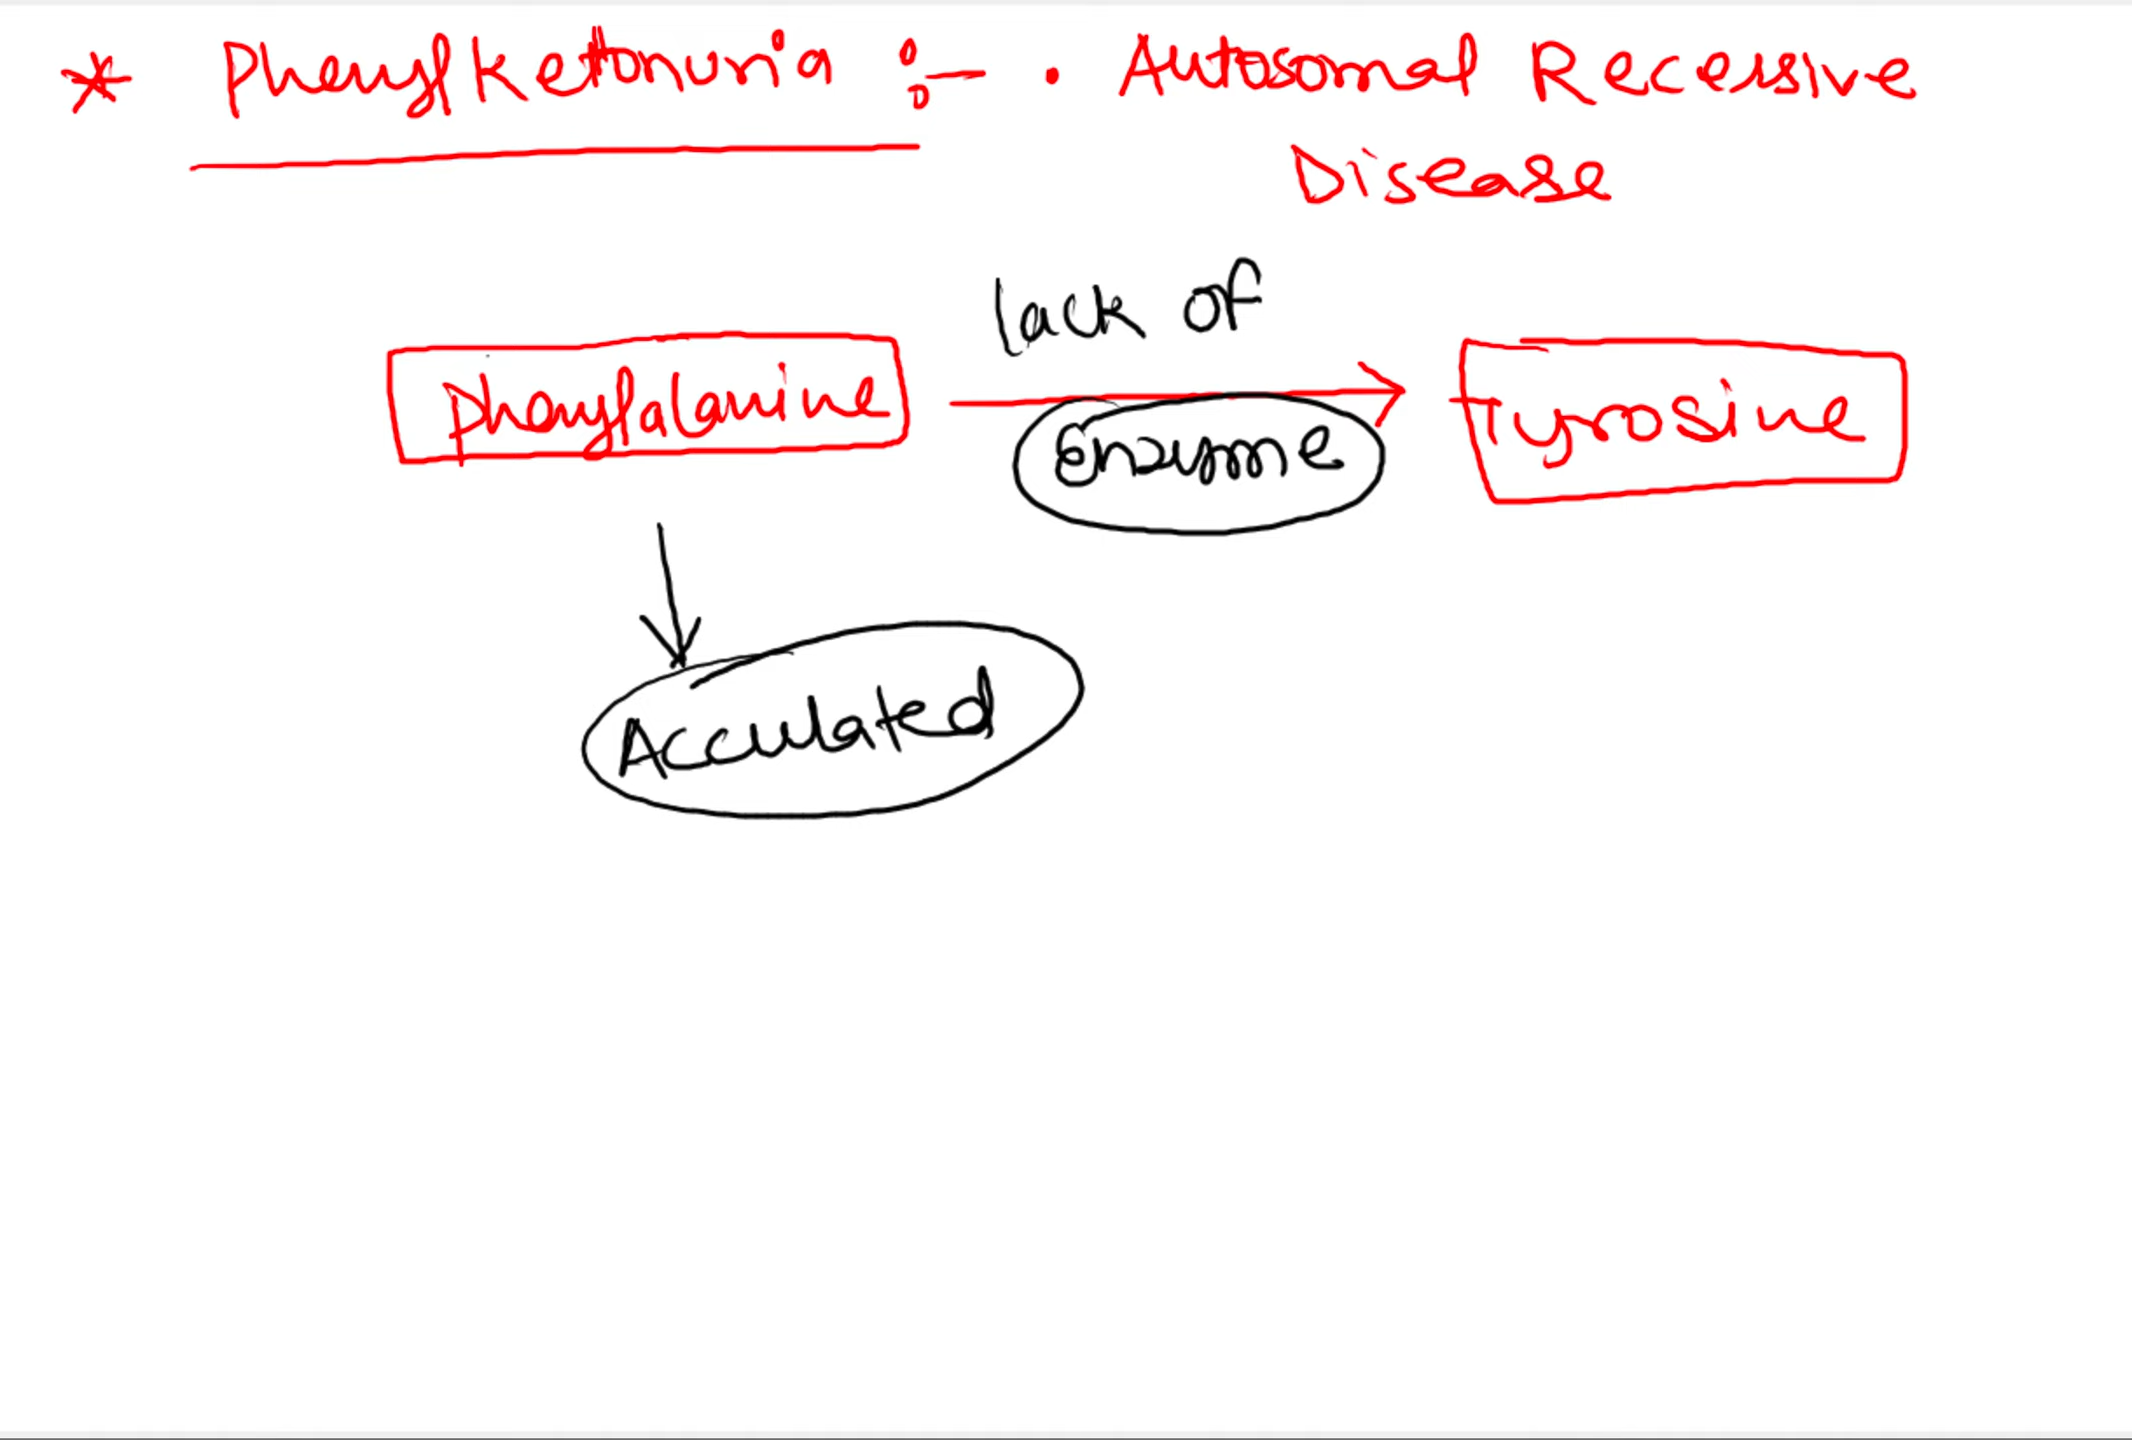 * Phenylketonuria :- . Autosomal Recessive
Disease
lack of
phenylalanine
Enzyme
Tyrosine
Acculated